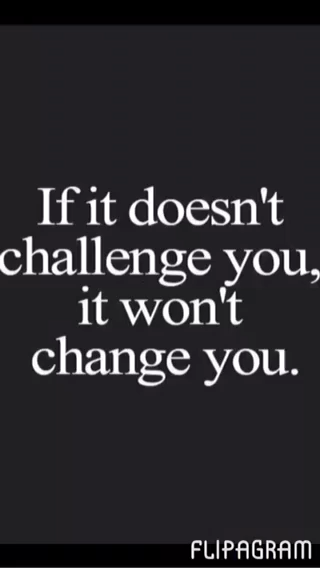 If it doesn't
challenge you,
it won't
change you.
FLIPAGRAM